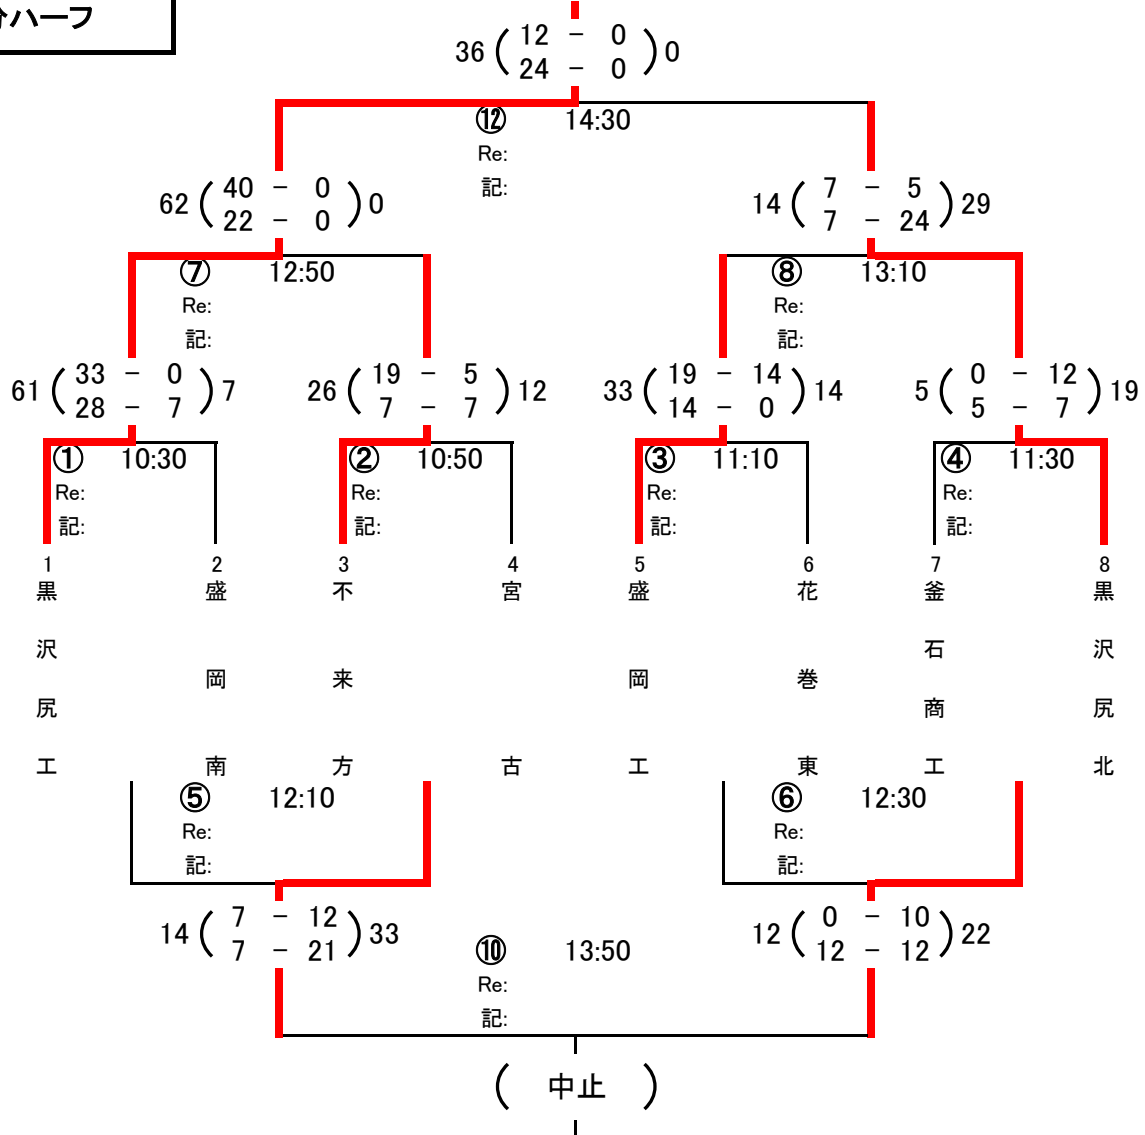 分ハーフ
36 ( 12 - 0 ) 0
24 - 0
⑫ 14:30
Re:
記:
62 ( 40 - 0 ) 0
22 - 0
14 ( 7 - 5 ) 29
7 - 24
⑦ 12:50
Re:
記:
⑧ 13:10
Re:
記:
61 ( 33 - 0 ) 7
28 - 7
26 ( 19 - 5 ) 12
7 - 7
33 ( 19 - 14 ) 14
14 - 0
5 ( 0 - 12 ) 19
5 - 7
① 10:30
Re:
記:
② 10:50
Re:
記:
③ 11:10
Re:
記:
④ 11:30
Re:
記:
1
黒沢尻工
2
盛岡南
3
不来方
4
宮古
5
盛岡工
6
花巻東
7
釜石商工
8
黒沢尻北
⑤ 12:10
Re:
記:
⑥ 12:30
Re:
記:
14 ( 7 - 12 ) 33
7 - 21
12 ( 0 - 10 ) 22
12 - 12
⑩ 13:50
Re:
記:
( 中止 )